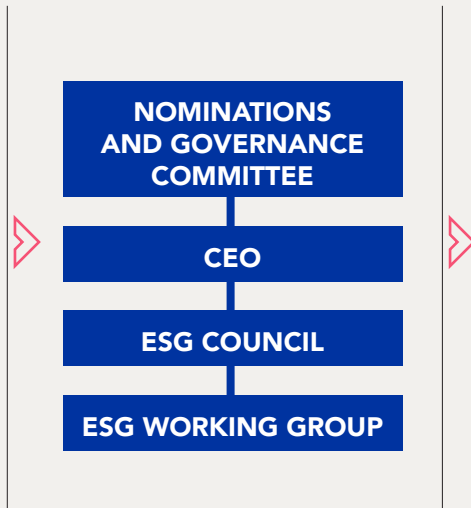 NOMINATIONS
AND GOVERNANCE
COMMITTEE
CEO
ESG COUNCIL
ESG WORKING GROUP